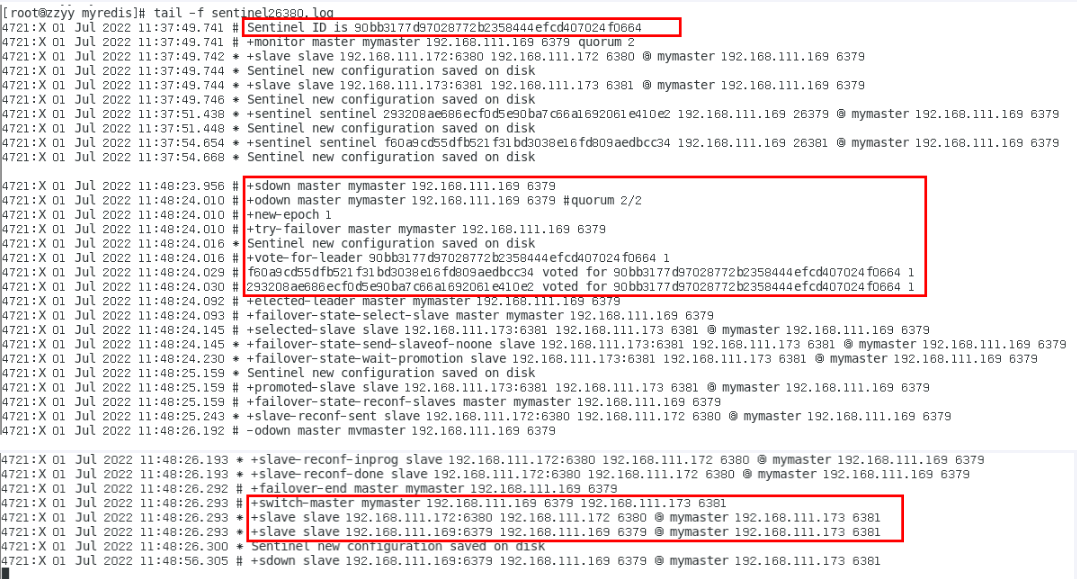 [root@zzyy myredis]# tail -f sentinel26380.log
4721:X 01 Jul 2022 11:37:49.741 # Sentinel ID is 90bb3177d97028772b2358444efcd407024f0664
4721:X 01 Jul 2022 11:37:49.741 # +monitor master mymaster 192.168.111.169 6379 quorum 2
4721:X 01 Jul 2022 11:37:49.742 * +slave slave 192.168.111.172:6380 192.168.111.172 6380 @ mymaster 192.168.111.169 6379
4721:X 01 Jul 2022 11:37:49.744 * Sentinel new configuration saved on disk
4721:X 01 Jul 2022 11:37:49.744 * +slave slave 192.168.111.173:6381 192.168.111.173 6381 @ mymaster 192.168.111.169 6379
4721:X 01 Jul 2022 11:37:49.746 * Sentinel new configuration saved on disk
4721:X 01 Jul 2022 11:37:51.438 * +sentinel sentinel 293208ae686ecf0d5e90ba7c66a1692061e410e2 192.168.111.169 26379 @ mymaster 192.168.111.169 6379
4721:X 01 Jul 2022 11:37:51.448 * Sentinel new configuration saved on disk
4721:X 01 Jul 2022 11:37:54.654 * +sentinel sentinel f60a9cd55dfb521f31bd3038e16fd809aedbcc34 192.168.111.169 26381 @ mymaster 192.168.111.169 6379
4721:X 01 Jul 2022 11:37:54.668 * Sentinel new configuration saved on disk
4721:X 01 Jul 2022 11:48:23.956 # +sdown master mymaster 192.168.111.169 6379
4721:X 01 Jul 2022 11:48:24.010 # +odown master mymaster 192.168.111.169 6379 #quorum 2/2
4721:X 01 Jul 2022 11:48:24.010 # +new-epoch 1
4721:X 01 Jul 2022 11:48:24.010 # +try-failover master mymaster 192.168.111.169 6379
4721:X 01 Jul 2022 11:48:24.016 * Sentinel new configuration saved on disk
4721:X 01 Jul 2022 11:48:24.016 # +vote-for-leader 90bb3177d97028772b2358444efcd407024f0664 1
4721:X 01 Jul 2022 11:48:24.029 # f60a9cd55dfb521f31bd3038e16fd809aedbcc34 voted for 90bb3177d97028772b2358444efcd407024f0664 1
4721:X 01 Jul 2022 11:48:24.030 # 293208ae686ecf0d5e90ba7c66a1692061e410e2 voted for 90bb3177d97028772b2358444efcd407024f0664 1
4721:X 01 Jul 2022 11:48:24.092 # +elected-leader master mymaster 192.168.111.169 6379
4721:X 01 Jul 2022 11:48:24.093 # +failover-state-select-slave master mymaster 192.168.111.169 6379
4721:X 01 Jul 2022 11:48:24.145 # +selected-slave slave 192.168.111.173:6381 192.168.111.173 6381 @ mymaster 192.168.111.169 6379
4721:X 01 Jul 2022 11:48:24.145 * +failover-state-send-slaveof-noone slave 192.168.111.173:6381 192.168.111.173 6381 @ mymaster 192.168.111.169 6379
4721:X 01 Jul 2022 11:48:24.230 * +failover-state-wait-promotion slave 192.168.111.173:6381 192.168.111.173 6381 @ mymaster 192.168.111.169 6379
4721:X 01 Jul 2022 11:48:25.159 * Sentinel new configuration saved on disk
4721:X 01 Jul 2022 11:48:25.159 # +promoted-slave slave 192.168.111.173:6381 192.168.111.173 6381 @ mymaster 192.168.111.169 6379
4721:X 01 Jul 2022 11:48:25.159 # +failover-state-reconf-slaves master mymaster 192.168.111.169 6379
4721:X 01 Jul 2022 11:48:25.243 * +slave-reconf-sent slave 192.168.111.172:6380 192.168.111.172 6380 @ mymaster 192.168.111.169 6379
4721:X 01 Jul 2022 11:48:26.192 # -odown master mymaster 192.168.111.169 6379
4721:X 01 Jul 2022 11:48:26.193 * +slave-reconf-inprog slave 192.168.111.172:6380 192.168.111.172 6380 @ mymaster 192.168.111.169 6379
4721:X 01 Jul 2022 11:48:26.193 * +slave-reconf-done slave 192.168.111.172:6380 192.168.111.172 6380 @ mymaster 192.168.111.169 6379
4721:X 01 Jul 2022 11:48:26.292 # +failover-end master mymaster 192.168.111.169 6379
4721:X 01 Jul 2022 11:48:26.293 # +switch-master mymaster 192.168.111.169 6379 192.168.111.173 6381
4721:X 01 Jul 2022 11:48:26.293 * +slave slave 192.168.111.172:6380 192.168.111.172 6380 @ mymaster 192.168.111.173 6381
4721:X 01 Jul 2022 11:48:26.293 * +slave slave 192.168.111.169:6379 192.168.111.169 6379 @ mymaster 192.168.111.173 6381
4721:X 01 Jul 2022 11:48:26.300 * Sentinel new configuration saved on disk
4721:X 01 Jul 2022 11:48:56.305 # +sdown slave 192.168.111.169:6379 192.168.111.169 6379 @ mymaster 192.168.111.173 6381